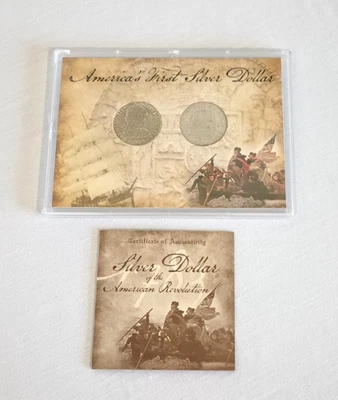 America's First Silver Dollar
Certificate of Authenticity
Silver Dollar
of the
American Revolution